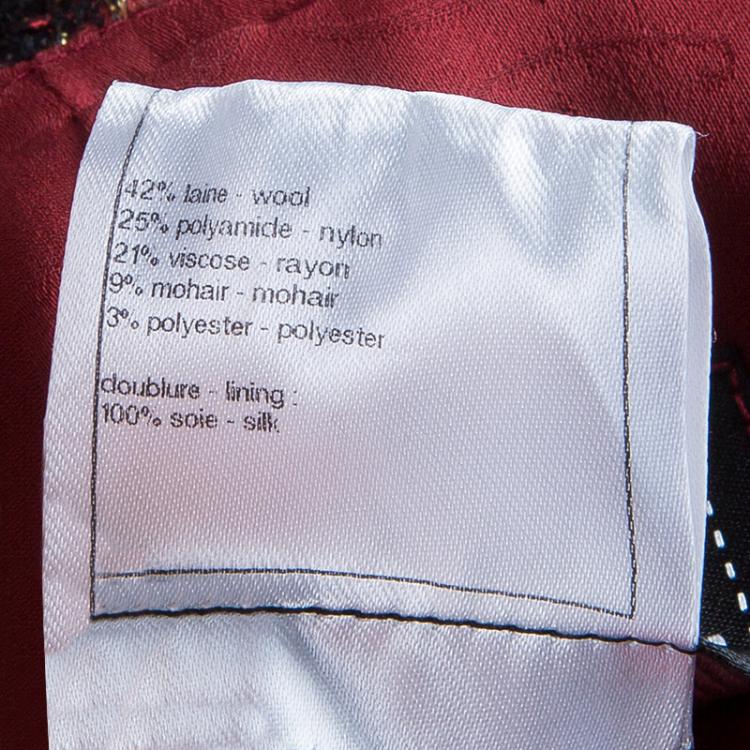 42% laine - wool
25% polyamide - nylon
21% viscose - rayon
9% mohair - mohair
3% polyester - polyester
doublure - lining :
100% soie - silk